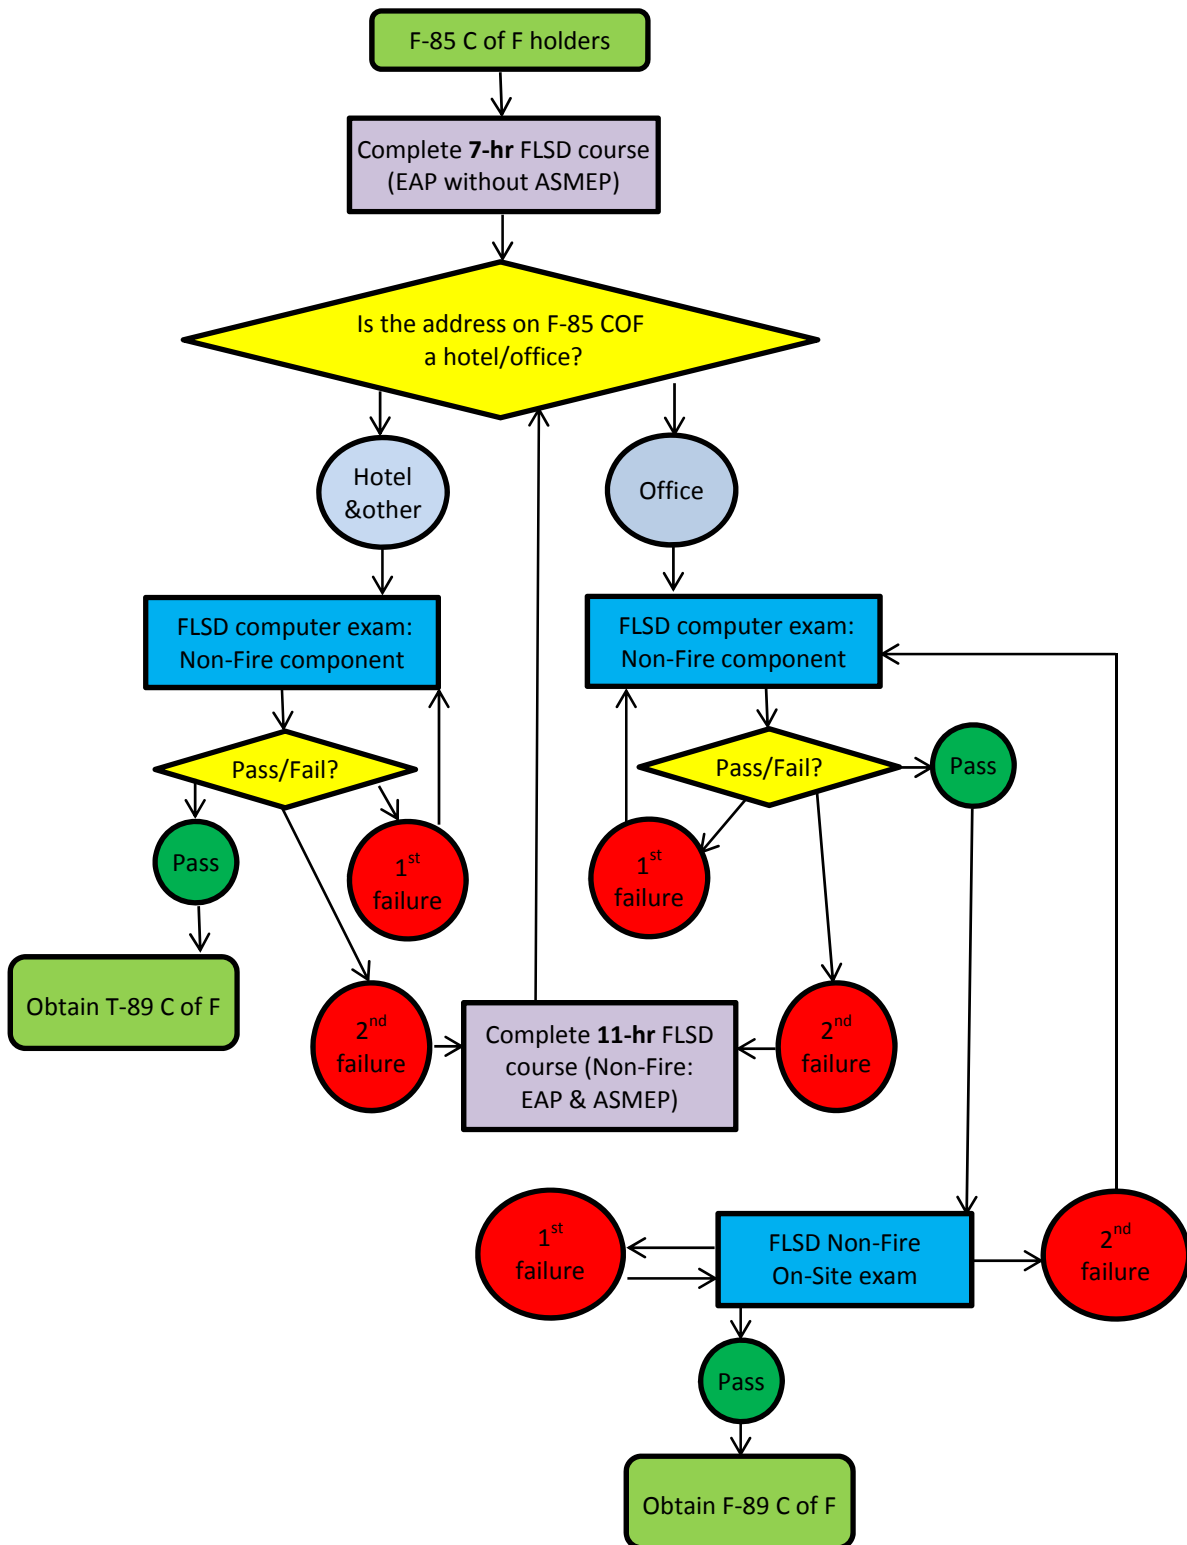 F-85 C of F holders
Complete 7-hr FLSD course
(EAP without ASMEP)
Is the address on F-85 COF
a hotel/office?
Hotel
&other
Office
FLSD computer exam:
Non-Fire component
FLSD computer exam:
Non-Fire component
Pass/Fail?
Pass/Fail?
Pass
Pass
1st
failure
1st
failure
Obtain T-89 C of F
2nd
failure
Complete 11-hr FLSD
course (Non-Fire:
EAP & ASMEP)
2nd
failure
1st
failure
FLSD Non-Fire
On-Site exam
2nd
failure
Pass
Obtain F-89 C of F